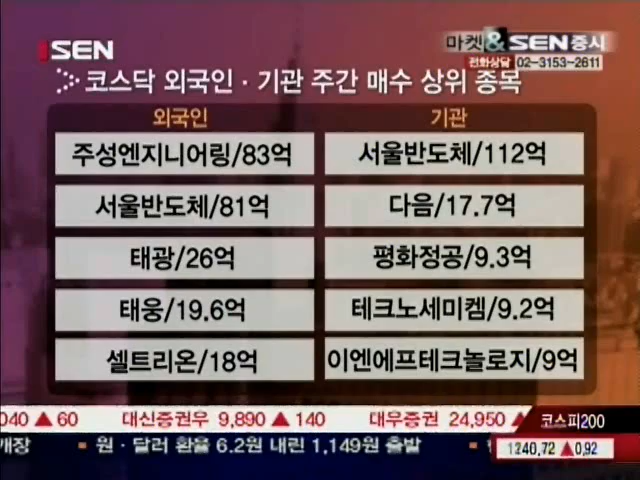 SEN
마켓&SEN증시
전화상담 02-3153-2611
코스닥 외국인 · 기관 주간 매수 상위 종목
외국인 기관
주성엔지니어링/83억 서울반도체/112억
서울반도체/81억 다음/17.7억
태광/26억 평화정공/9.3억
태웅/19.6억 테크노세미켐/9.2억
셀트리온/18억 이엔에프테크놀로지/9억
040 ▲60 대신증권우 9,890 ▲140 대우증권 24,950 ▲ 코스피200
개장 ▪ 원 · 달러 환율 6.2원 내린 1,149원 출발 ▪ ▲0.92